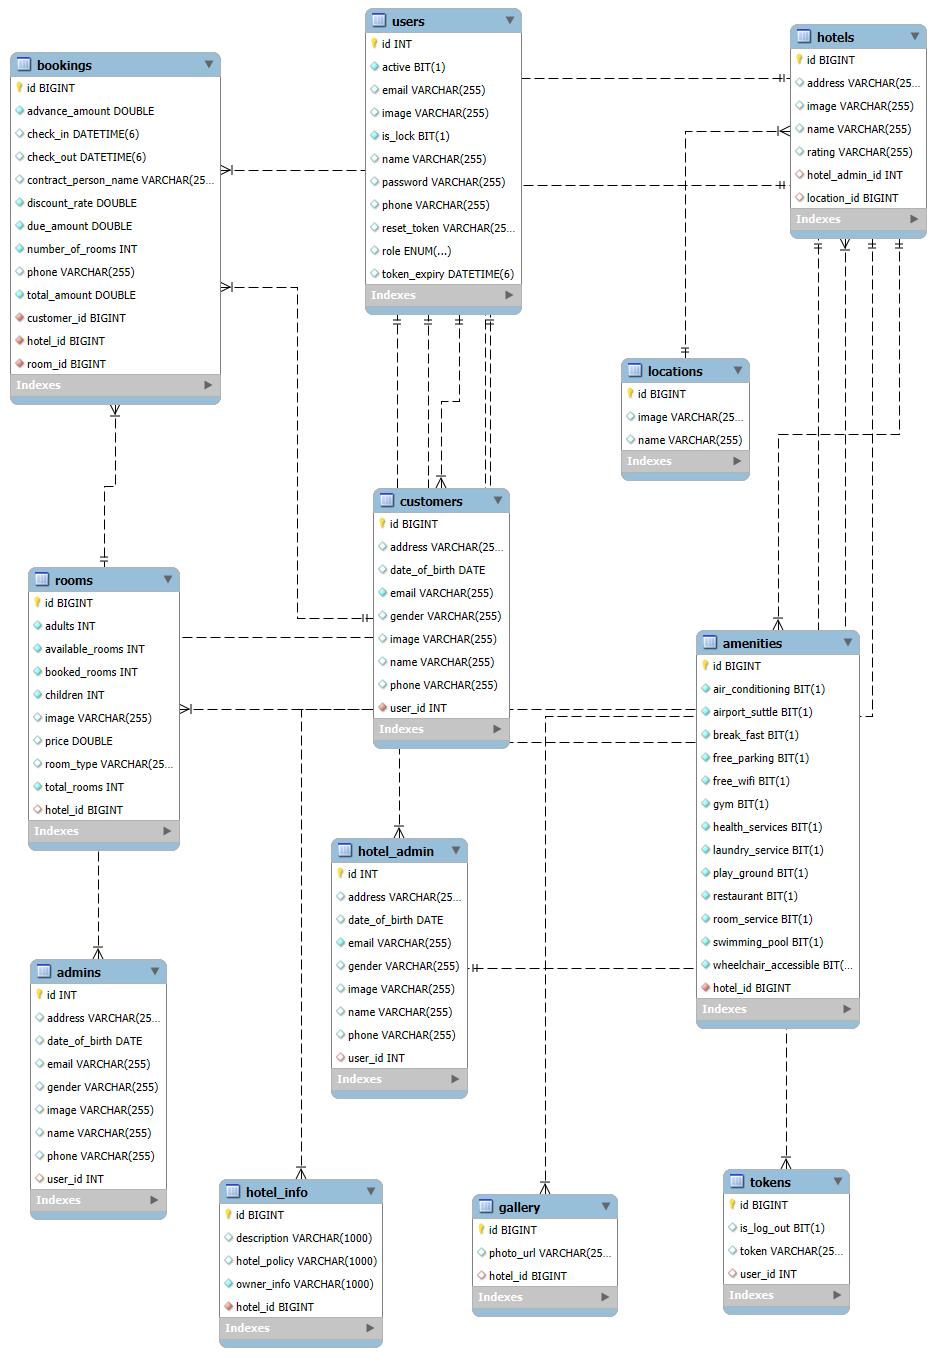 users
id INT
active BIT(1)
email VARCHAR(255)
image VARCHAR(255)
is_lock BIT(1)
name VARCHAR(255)
password VARCHAR(255)
phone VARCHAR(255)
reset_token VARCHAR(25...
role ENUM(...)
token_expiry DATETIME(6)
Indexes
hotels
id BIGINT
address VARCHAR(25...
image VARCHAR(255)
name VARCHAR(255)
rating VARCHAR(255)
hotel_admin_id INT
location_id BIGINT
Indexes
bookings
id BIGINT
advance_amount DOUBLE
check_in DATETIME(6)
check_out DATETIME(6)
contract_person_name VARCHAR(25...
discount_rate DOUBLE
due_amount DOUBLE
number_of_rooms INT
phone VARCHAR(255)
total_amount DOUBLE
customer_id BIGINT
hotel_id BIGINT
room_id BIGINT
Indexes
locations
id BIGINT
image VARCHAR(25...
name VARCHAR(255)
Indexes
customers
id BIGINT
address VARCHAR(25...
date_of_birth DATE
email VARCHAR(255)
gender VARCHAR(255)
image VARCHAR(255)
name VARCHAR(255)
phone VARCHAR(255)
user_id INT
Indexes
rooms
id BIGINT
adults INT
available_rooms INT
booked_rooms INT
children INT
image VARCHAR(255)
price DOUBLE
room_type VARCHAR(25...
total_rooms INT
hotel_id BIGINT
Indexes
amenities
id BIGINT
air_conditioning BIT(1)
airport_suttle BIT(1)
break_fast BIT(1)
free_parking BIT(1)
free_wifi BIT(1)
gym BIT(1)
health_services BIT(1)
laundry_service BIT(1)
play_ground BIT(1)
restaurant BIT(1)
room_service BIT(1)
swimming_pool BIT(1)
wheelchair_accessible BIT(...
hotel_id BIGINT
Indexes
hotel_admin
id INT
address VARCHAR(25...
date_of_birth DATE
email VARCHAR(255)
gender VARCHAR(255)
image VARCHAR(255)
name VARCHAR(255)
phone VARCHAR(255)
user_id INT
Indexes
admins
id INT
address VARCHAR(25...
date_of_birth DATE
email VARCHAR(255)
gender VARCHAR(255)
image VARCHAR(255)
name VARCHAR(255)
phone VARCHAR(255)
user_id INT
Indexes
hotel_info
id BIGINT
description VARCHAR(1000)
hotel_policy VARCHAR(1000)
owner_info VARCHAR(1000)
hotel_id BIGINT
Indexes
gallery
id BIGINT
photo_url VARCHAR(25...
hotel_id BIGINT
Indexes
tokens
id BIGINT
is_log_out BIT(1)
token VARCHAR(25...
user_id INT
Indexes